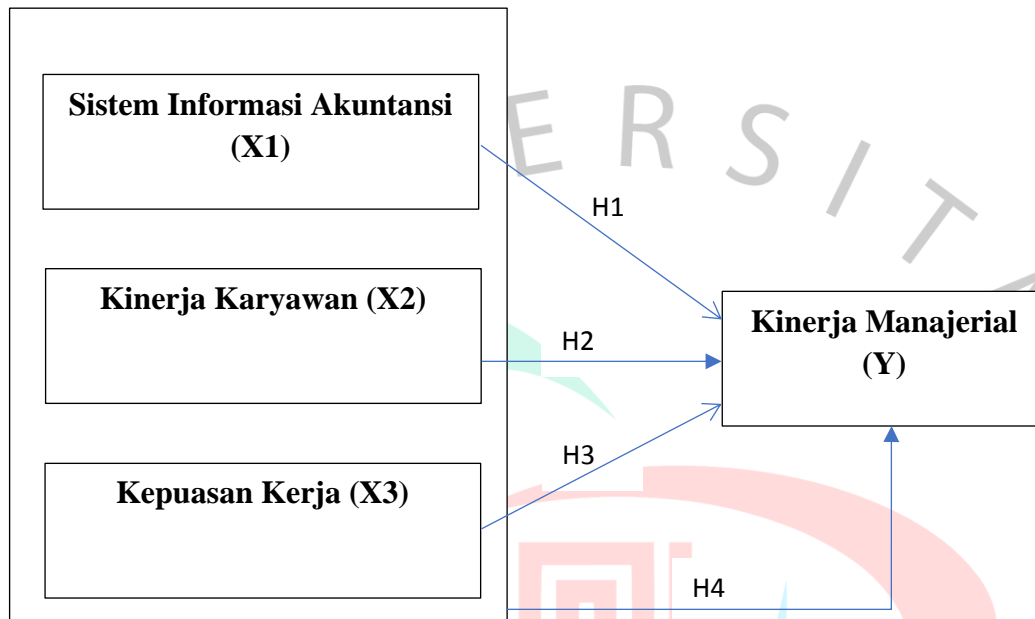 Sistem Informasi Akuntansi
(X1)
H1
Kinerja Karyawan (X2)
H2
Kinerja Manajerial
(Y)
H3
Kepuasan Kerja (X3)
H4
E R S I T